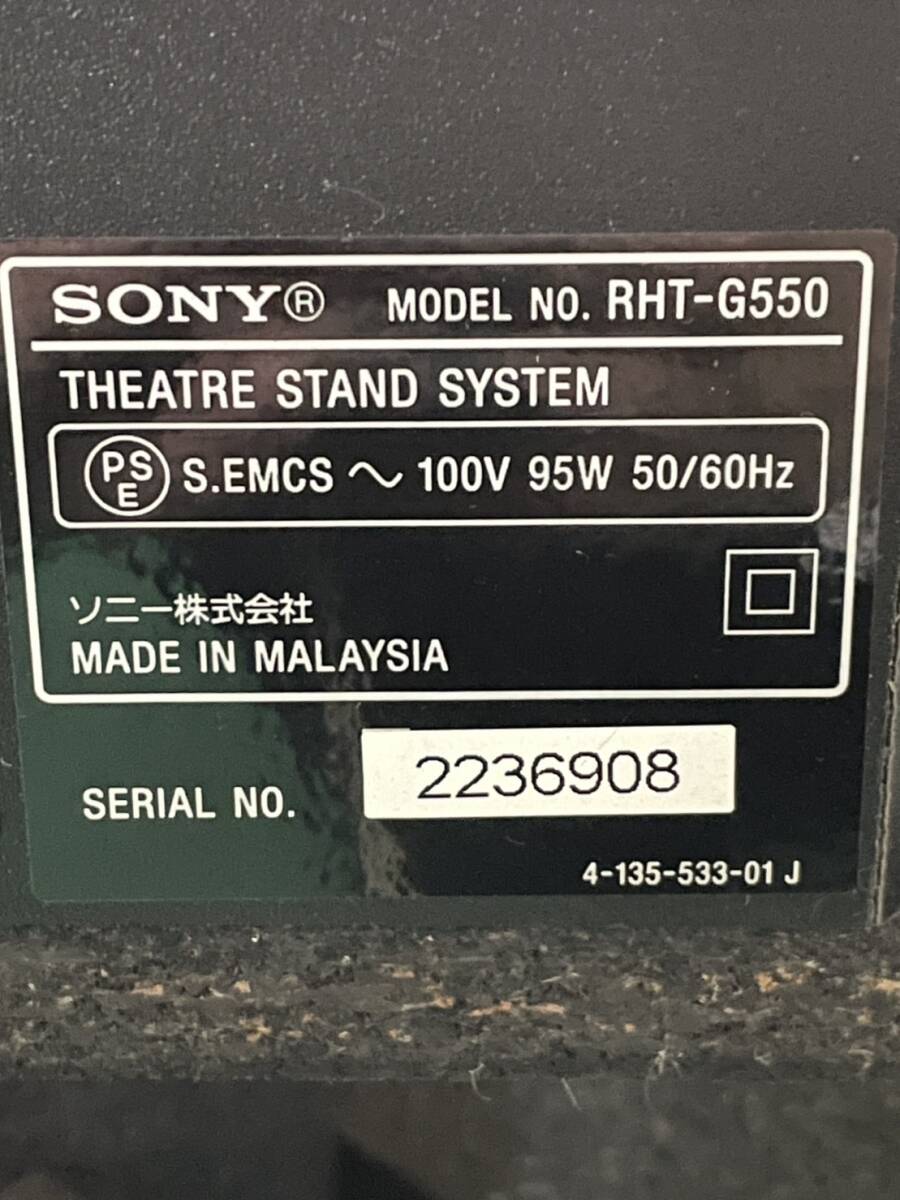 SONY® MODEL NO. RHT-G550
THEATRE STAND SYSTEM
PSE S.EMCS ～ 100V 95W 50/60Hz
ソニー株式会社
MADE IN MALAYSIA
SERIAL NO. 2236908
4-135-533-01 J